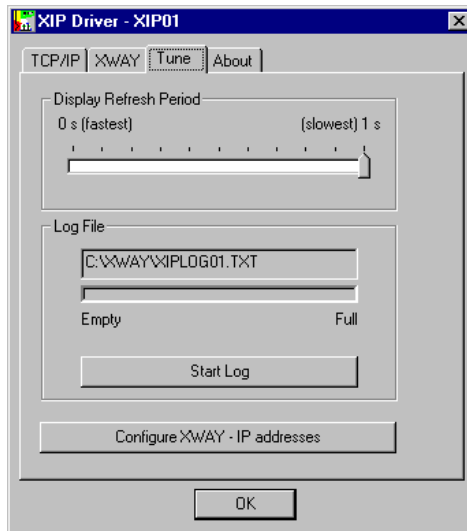 XIP Driver - XIP01
TCP/IP XWAY Tune About
Display Refresh Period
0 s (fastest) (slowest) 1 s
Log File
C:\XWAY\XIPLOG01.TXT
Empty Full
Start Log
Configure XWAY - IP addresses
OK